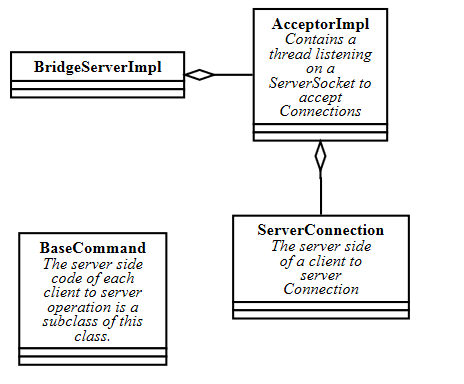 AcceptorImpl
Contains a
thread listening
on a
ServerSocket to
accept
Connections
BridgeServerImpl
ServerConnection
The server side
of a client to
server
Connection
BaseCommand
The server side
code of each
client to server
operation is a
subclass of this
class.